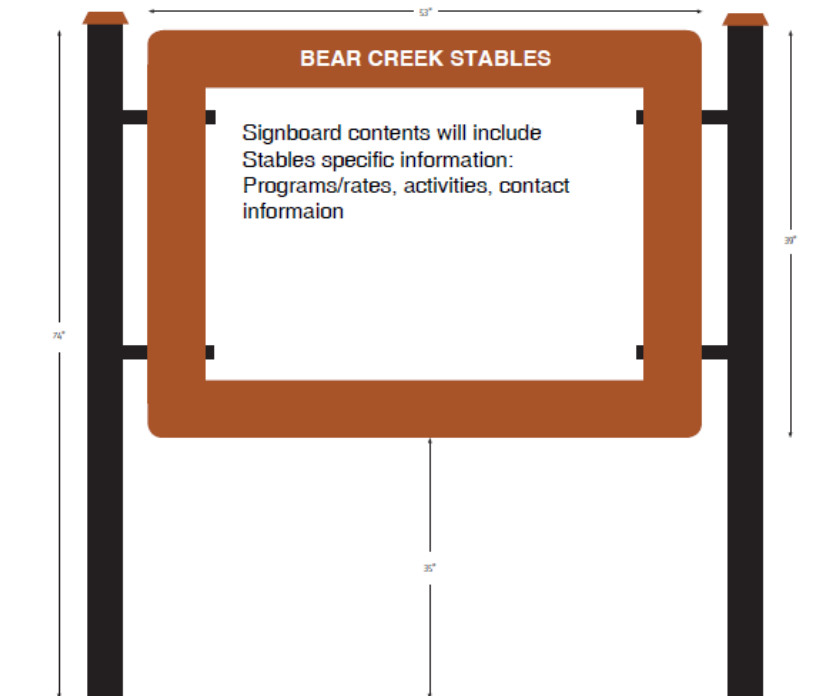 53"
BEAR CREEK STABLES
Signboard contents will include
Stables specific information:
Programs/rates, activities, contact
informaion
39"
74"
35"